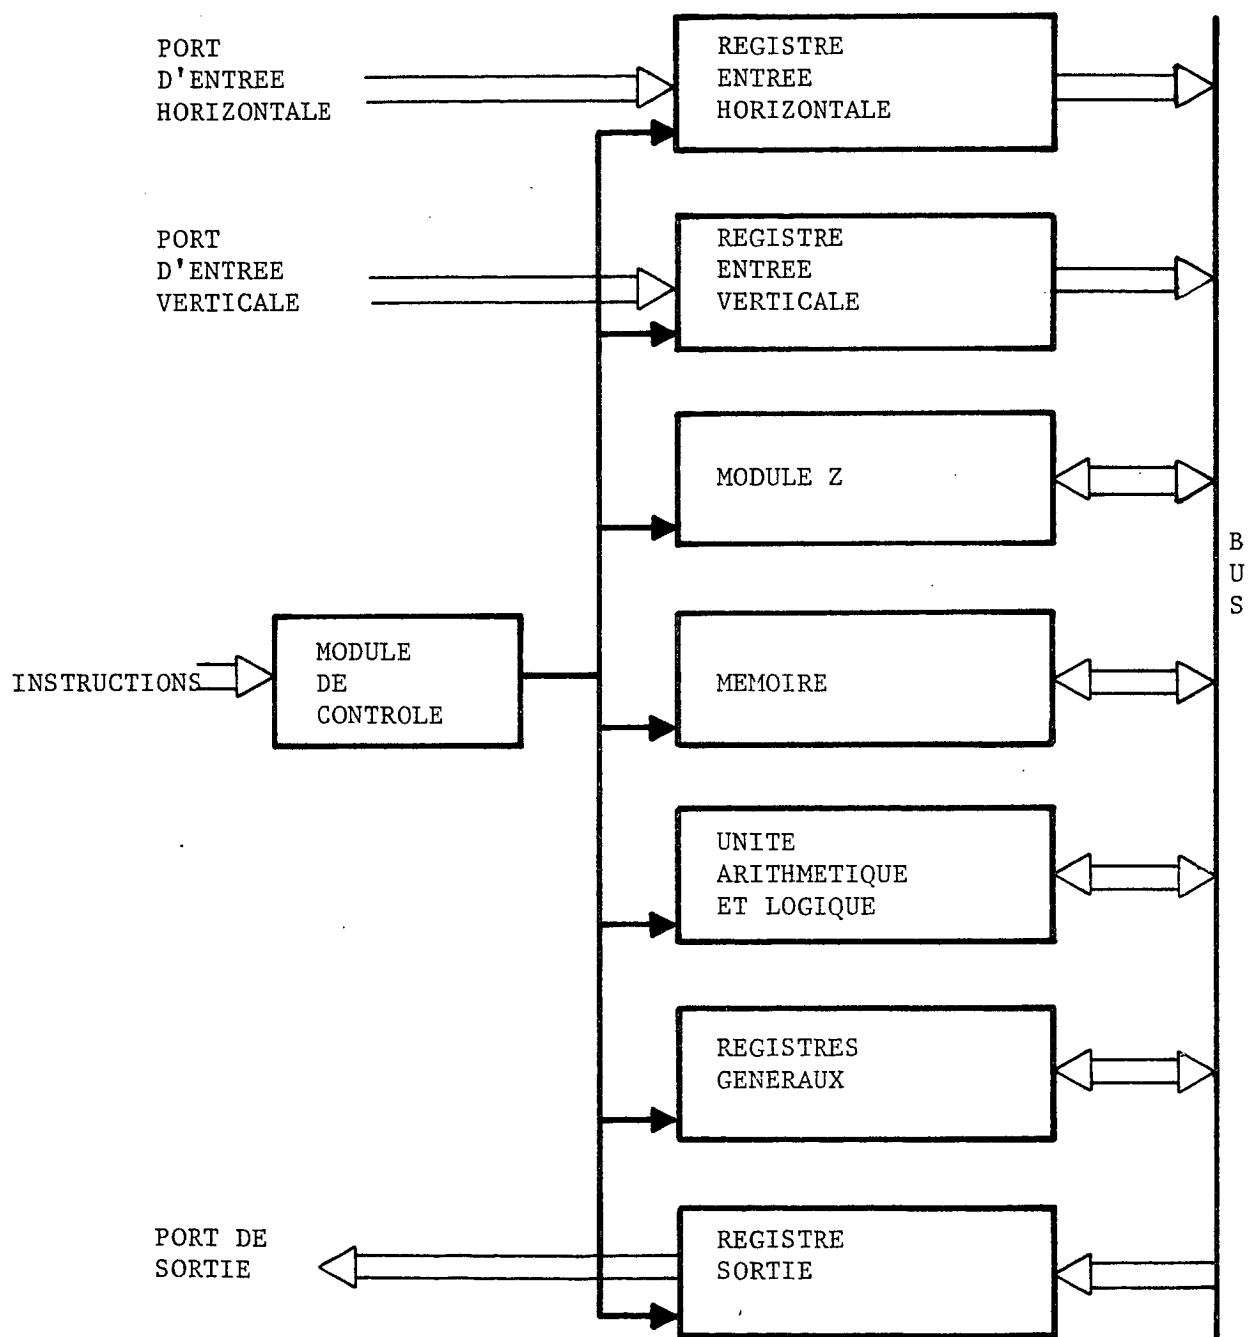 PORT
D'ENTREE
HORIZONTALE
REGISTRE
ENTREE
HORIZONTALE
PORT
D'ENTREE
VERTICALE
REGISTRE
ENTREE
VERTICALE
MODULE Z
BUS
INSTRUCTIONS
MODULE
DE
CONTROLE
MEMOIRE
UNITE
ARITHMETIQUE
ET LOGIQUE
REGISTRES
GENERAUX
PORT DE
SORTIE
REGISTRE
SORTIE